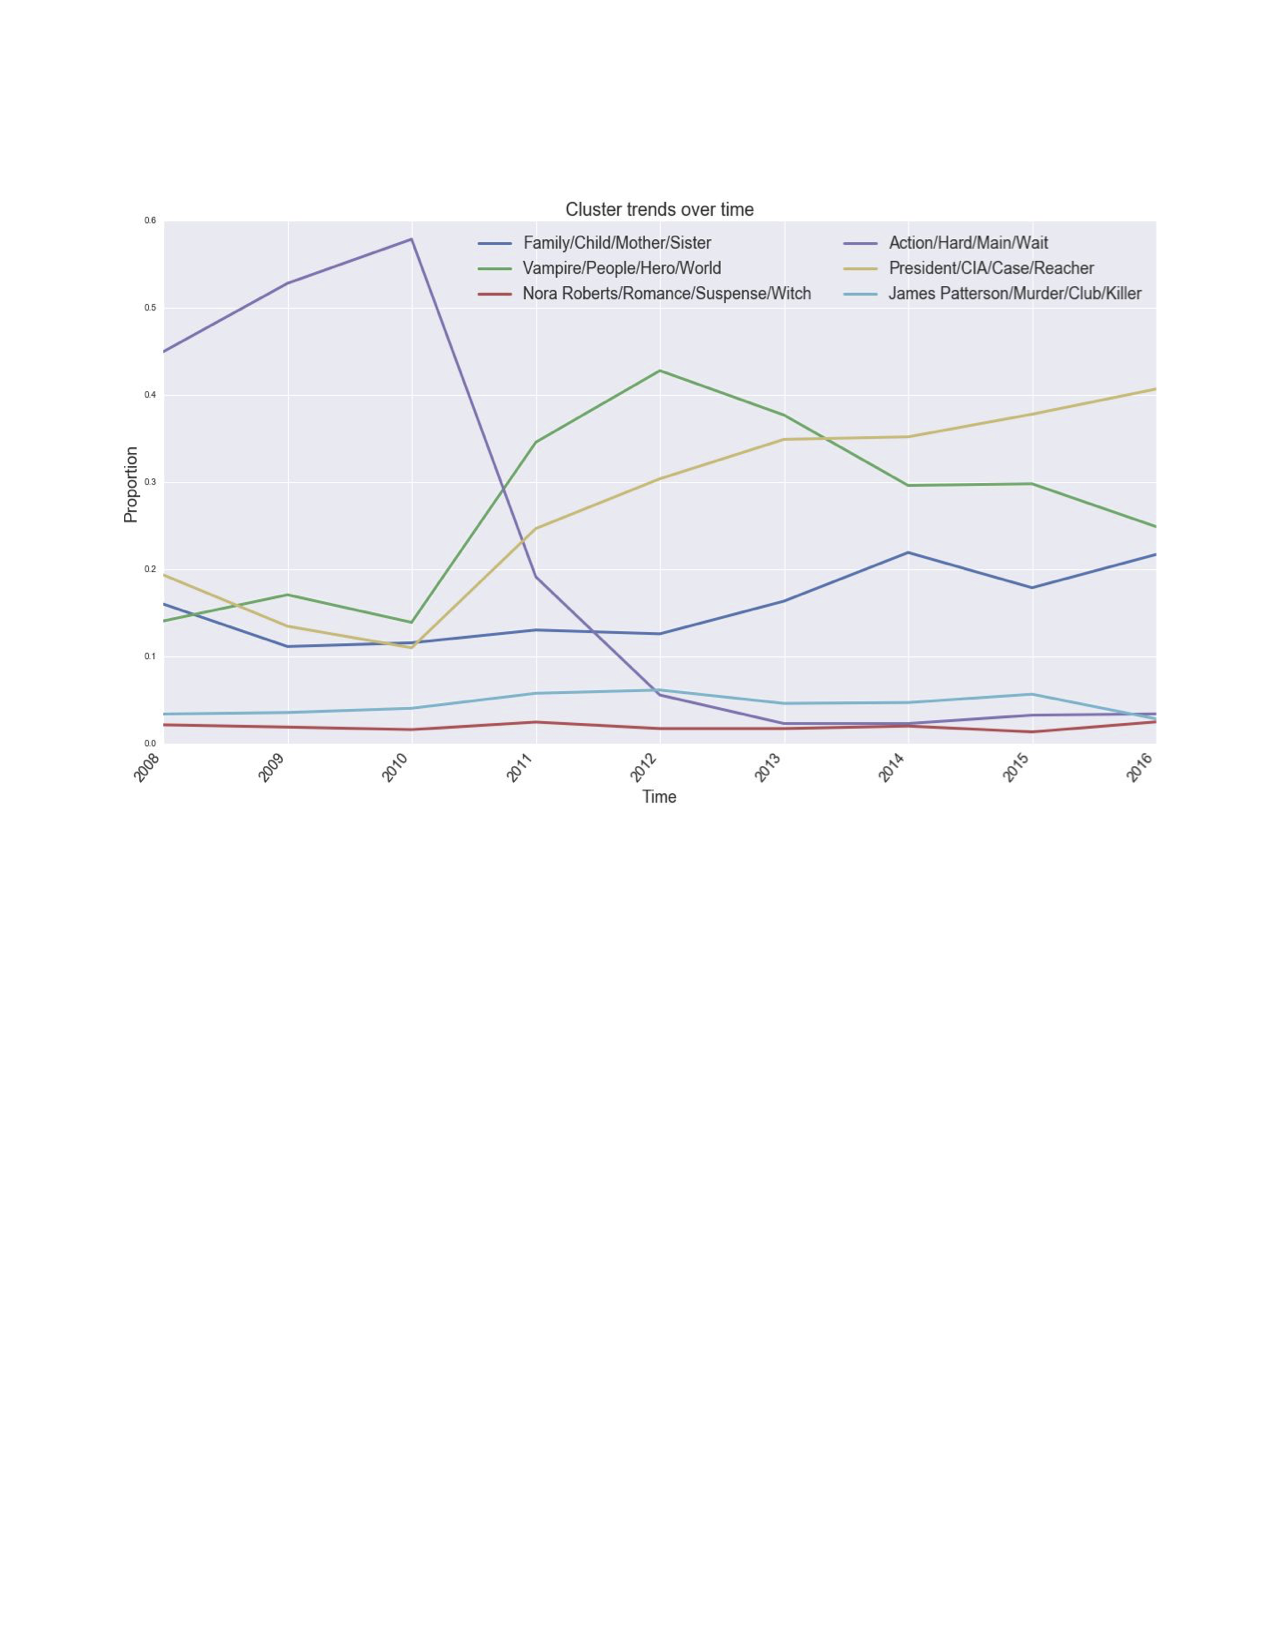 Cluster trends over time
0.6
Family/Child/Mother/Sister
Action/Hard/Main/Wait
Vampire/People/Hero/World
President/CIA/Case/Reacher
Nora Roberts/Romance/Suspense/Witch
James Patterson/Murder/Club/Killer
0.5
0.4
Proportion
0.3
0.2
0.1
0.0
2008
2009
2010
2011
2012
2013
2014
2015
2016
Time